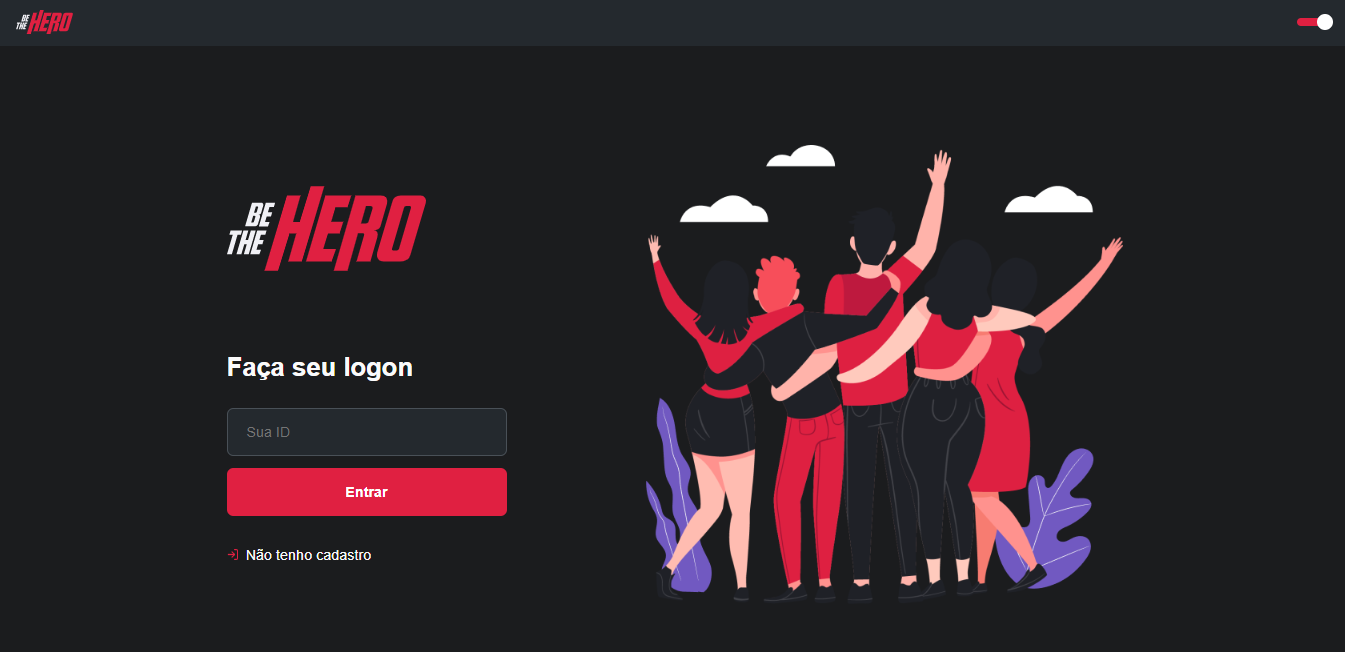 BE
THE HERO
BE
THE HERO
Faça seu logon
Sua ID
Entrar
Não tenho cadastro